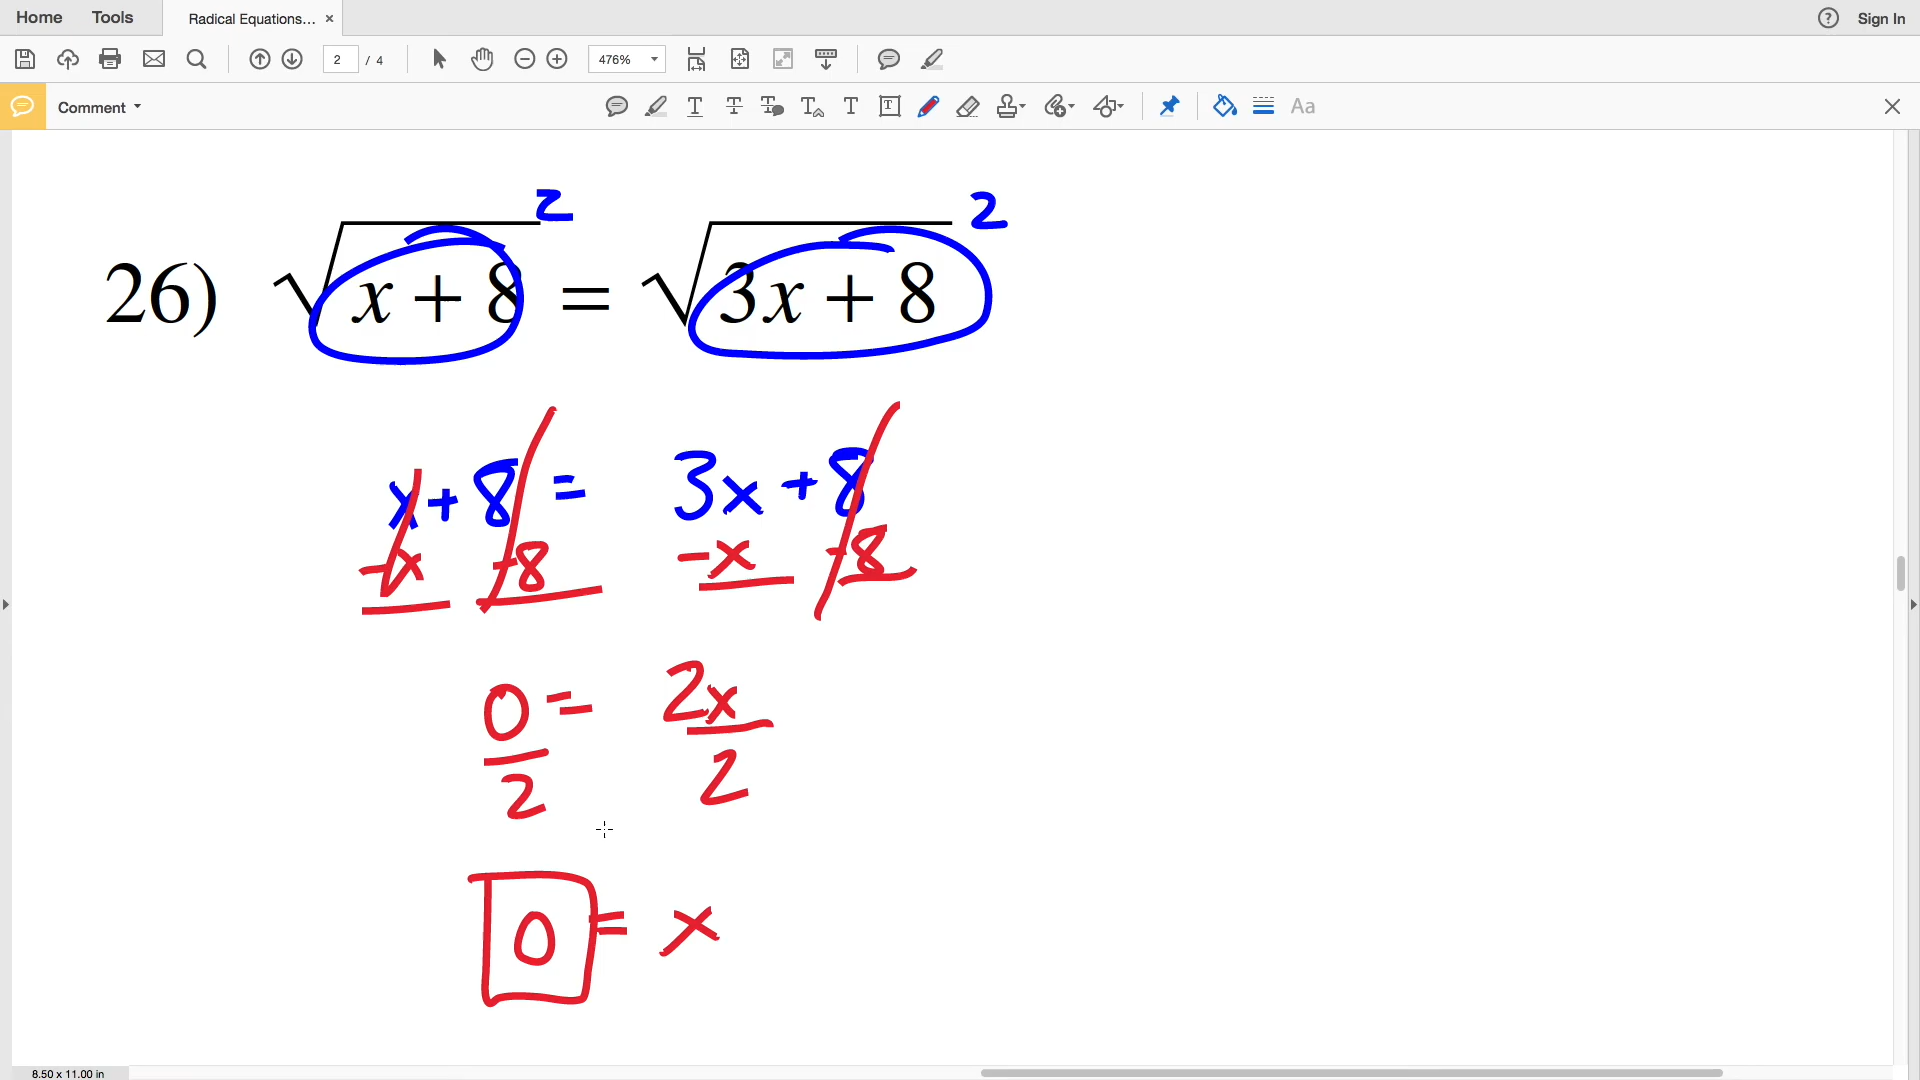 Home Tools Radical Equations... × ? Sign In
2 / 4 476%
Comment Aa
2 2
26) √x + 8 = √3x + 8
x + 8 = 3x + 8
-x -8 -x -8
0 = 2x
2 2
0 = x
8.50 x 11.00 in